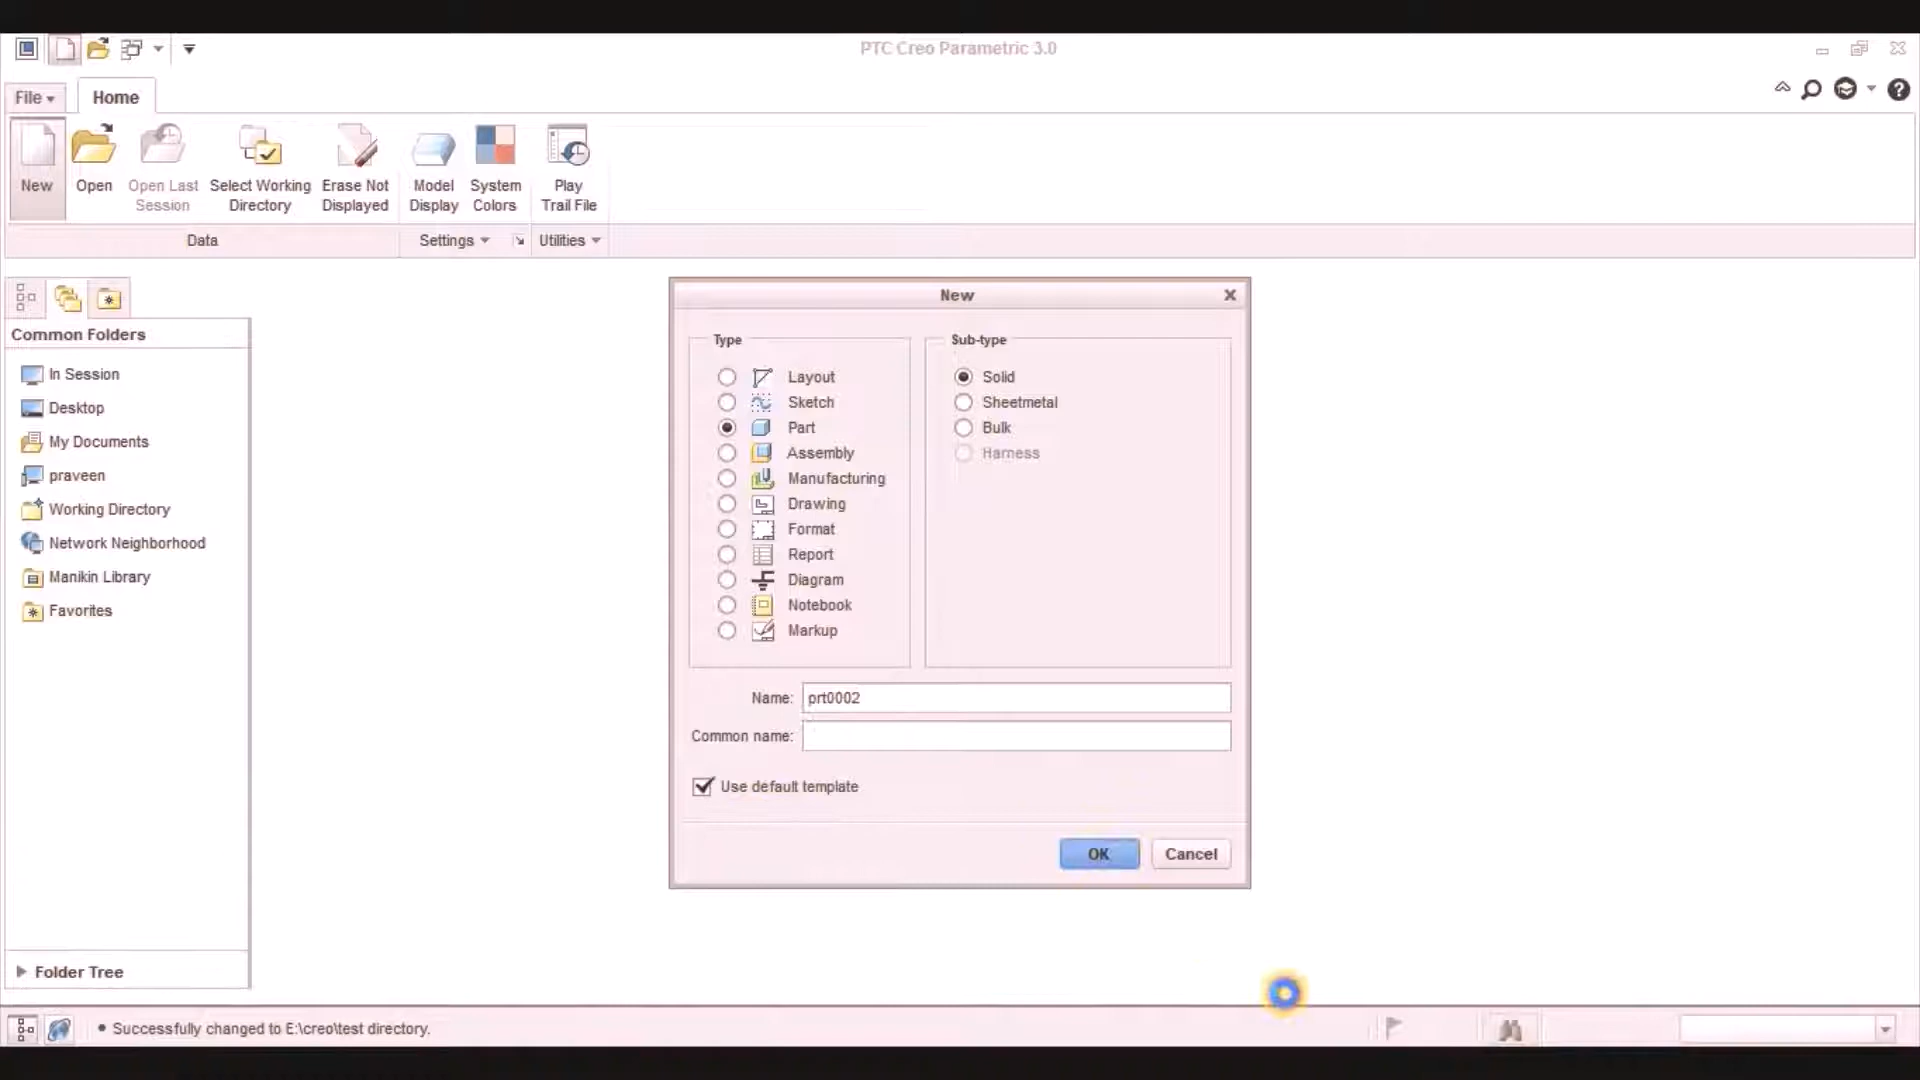 PTC Creo Parametric 3.0
File
Home
New
Open
Open Last
Session
Select Working
Directory
Erase Not
Displayed
Model
Display
System
Colors
Play
Trail File
Data
Settings
Utilities
Common Folders
In Session
Desktop
My Documents
praveen
Working Directory
Network Neighborhood
Manikin Library
Favorites
Folder Tree
New
Type
Layout
Sketch
Part
Assembly
Manufacturing
Drawing
Format
Report
Diagram
Notebook
Markup
Sub-type
Solid
Sheetmetal
Bulk
Harness
Name: prt0002
Common name:
Use default template
OK
Cancel
• Successfully changed to E:\creo\test directory.